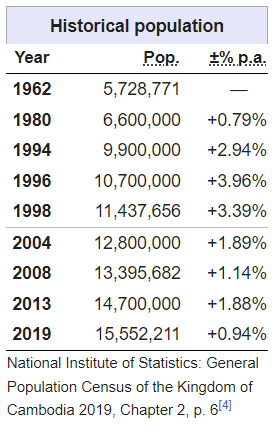 Historical population
Year Pop. ±% p.a.
1962 5,728,771 —
1980 6,600,000 +0.79%
1994 9,900,000 +2.94%
1996 10,700,000 +3.96%
1998 11,437,656 +3.39%
2004 12,800,000 +1.89%
2008 13,395,682 +1.14%
2013 14,700,000 +1.88%
2019 15,552,211 +0.94%
National Institute of Statistics: General
Population Census of the Kingdom of
Cambodia 2019, Chapter 2, p. 6[4]